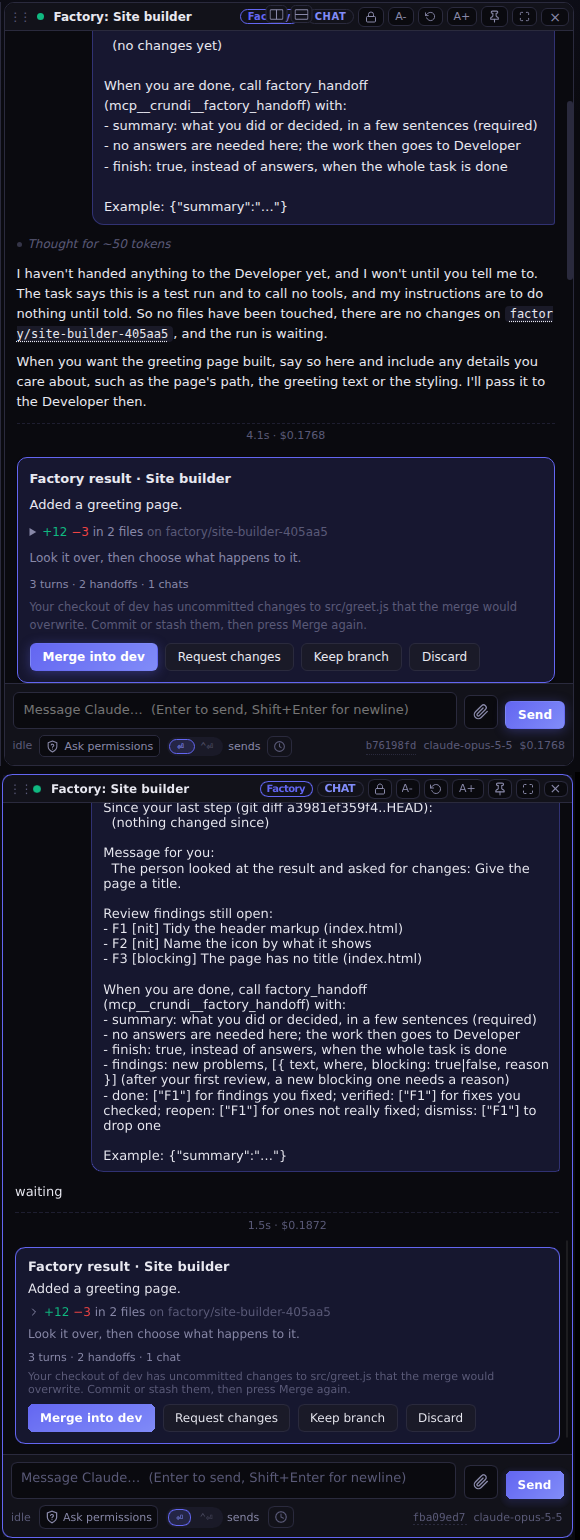 Factory: Site builder
Factory CHAT A- A+
(no changes yet)
When you are done, call factory_handoff
(mcp__crundi__factory_handoff) with:
- summary: what you did or decided, in a few sentences (required)
- no answers are needed here; the work then goes to Developer
- finish: true, instead of answers, when the whole task is done
Example: {"summary":"..."}
Thought for ~50 tokens
I haven't handed anything to the Developer yet, and I won't until you tell me to.
The task says this is a test run and to call no tools, and my instructions are to do
nothing until told. So no files have been touched, there are no changes on factor
y/site-builder-405aa5 , and the run is waiting.
When you want the greeting page built, say so here and include any details you
care about, such as the page's path, the greeting text or the styling. I'll pass it to
the Developer then.
4.1s · $0.1768
Factory result · Site builder
Added a greeting page.
+12 −3 in 2 files on factory/site-builder-405aa5
Look it over, then choose what happens to it.
3 turns · 2 handoffs · 1 chats
Your checkout of dev has uncommitted changes to src/greet.js that the merge would
overwrite. Commit or stash them, then press Merge again.
Merge into dev Request changes Keep branch Discard
Message Claude... (Enter to send, Shift+Enter for newline)
Send
idle Ask permissions ⏎ ^⏎ sends b76198fd claude-opus-5-5 $0.1768
Factory: Site builder
Factory CHAT A- A+
Since your last step (git diff a3981ef359f4..HEAD):
(nothing changed since)
Message for you:
The person looked at the result and asked for changes: Give the
page a title.
Review findings still open:
- F1 [nit] Tidy the header markup (index.html)
- F2 [nit] Name the icon by what it shows
- F3 [blocking] The page has no title (index.html)
When you are done, call factory_handoff
(mcp__crundi__factory_handoff) with:
- summary: what you did or decided, in a few sentences (required)
- no answers are needed here; the work then goes to Developer
- finish: true, instead of answers, when the whole task is done
- findings: new problems, [{ text, where, blocking: true|false, reason
}] (after your first review, a new blocking one needs a reason)
- done: ["F1"] for findings you fixed; verified: ["F1"] for fixes you
checked; reopen: ["F1"] for ones not really fixed; dismiss: ["F1"] to
drop one
Example: {"summary":"..."}
waiting
1.5s · $0.1872
Factory result · Site builder
Added a greeting page.
+12 −3 in 2 files on factory/site-builder-405aa5
Look it over, then choose what happens to it.
3 turns · 2 handoffs · 1 chat
Your checkout of dev has uncommitted changes to src/greet.js that the merge would
overwrite. Commit or stash them, then press Merge again.
Merge into dev Request changes Keep branch Discard
Message Claude... (Enter to send, Shift+Enter for newline)
Send
idle Ask permissions ⏎ ^⏎ sends fba09ed7 claude-opus-5-5